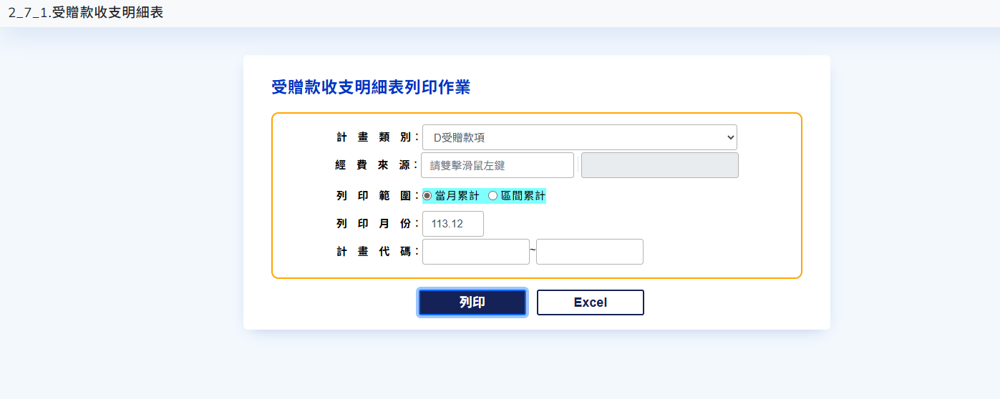 2_7_1.受贈款收支明細表
受贈款收支明細表列印作業
計畫類別： D受贈款項
經費來源： 請雙擊滑鼠左鍵
列印範圍： 當月累計 區間累計
列印月份： 113.12
計畫代碼： ~
列印 Excel